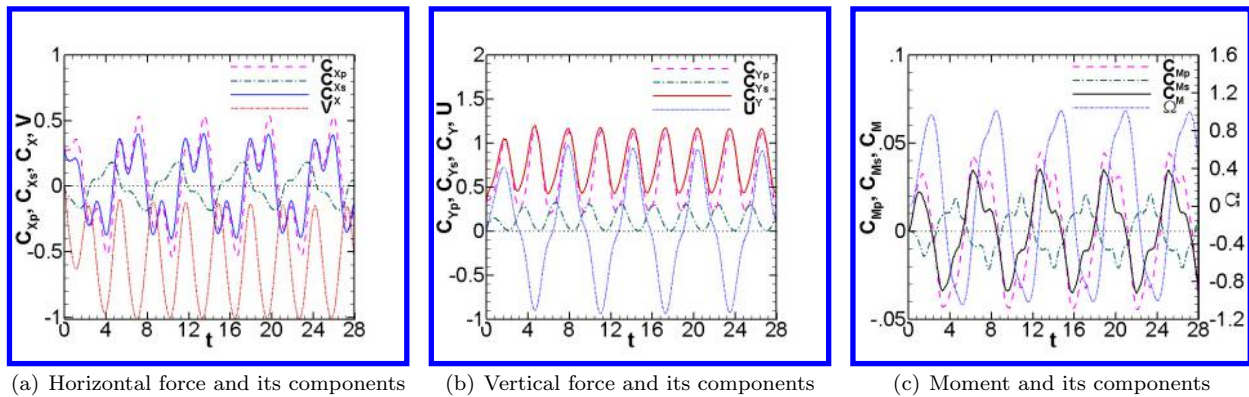 1
0.5
0
-0.5
-1
C_Xp, C_Xs, C_X, V
C_Xp
C_Xs
C_X
V
0 4 8 12 16 20 24 28
t
(a) Horizontal force and its components
2
1.5
1
0.5
0
-0.5
-1
C_Yp, C_Ys, C_Y, U
C_Yp
C_Ys
C_Y
U
0 4 8 12 16 20 24 28
t
(b) Vertical force and its components
.1
.05
0
-.05
C_Mp, C_Ms, C_M
C_Mp
C_Ms
C_M
Ω
1.6
1.2
0.8
0.4
0
-0.4
-0.8
-1.2
Ω
0 4 8 12 16 20 24 28
t
(c) Moment and its components